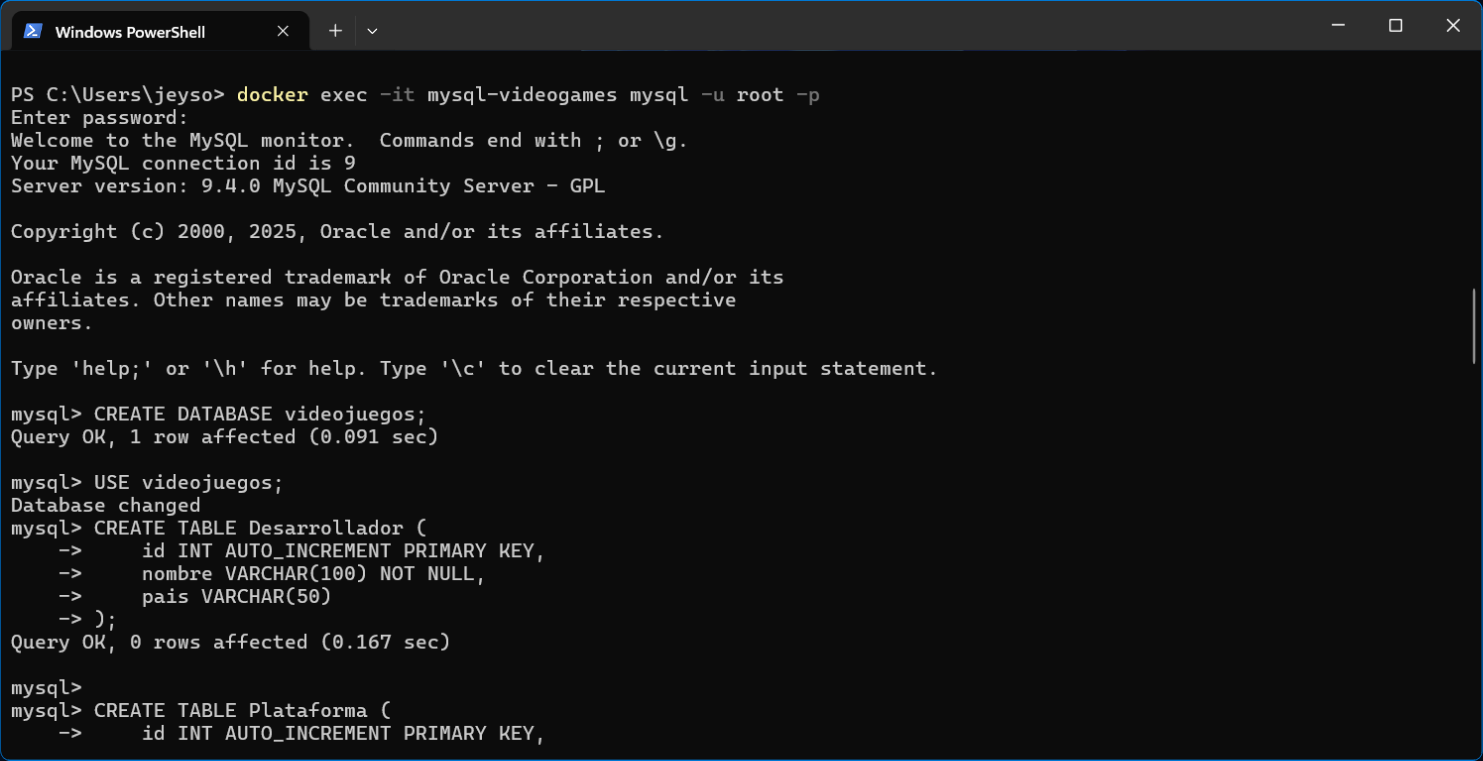 Windows PowerShell
PS C:\Users\jeyso> docker exec -it mysql-videogames mysql -u root -p
Enter password:
Welcome to the MySQL monitor.  Commands end with ; or \g.
Your MySQL connection id is 9
Server version: 9.4.0 MySQL Community Server - GPL

Copyright (c) 2000, 2025, Oracle and/or its affiliates.

Oracle is a registered trademark of Oracle Corporation and/or its
affiliates. Other names may be trademarks of their respective
owners.

Type 'help;' or '\h' for help. Type '\c' to clear the current input statement.

mysql> CREATE DATABASE videojuegos;
Query OK, 1 row affected (0.091 sec)

mysql> USE videojuegos;
Database changed
mysql> CREATE TABLE Desarrollador (
    ->     id INT AUTO_INCREMENT PRIMARY KEY,
    ->     nombre VARCHAR(100) NOT NULL,
    ->     pais VARCHAR(50)
    -> );
Query OK, 0 rows affected (0.167 sec)

mysql>
mysql> CREATE TABLE Plataforma (
    ->     id INT AUTO_INCREMENT PRIMARY KEY,